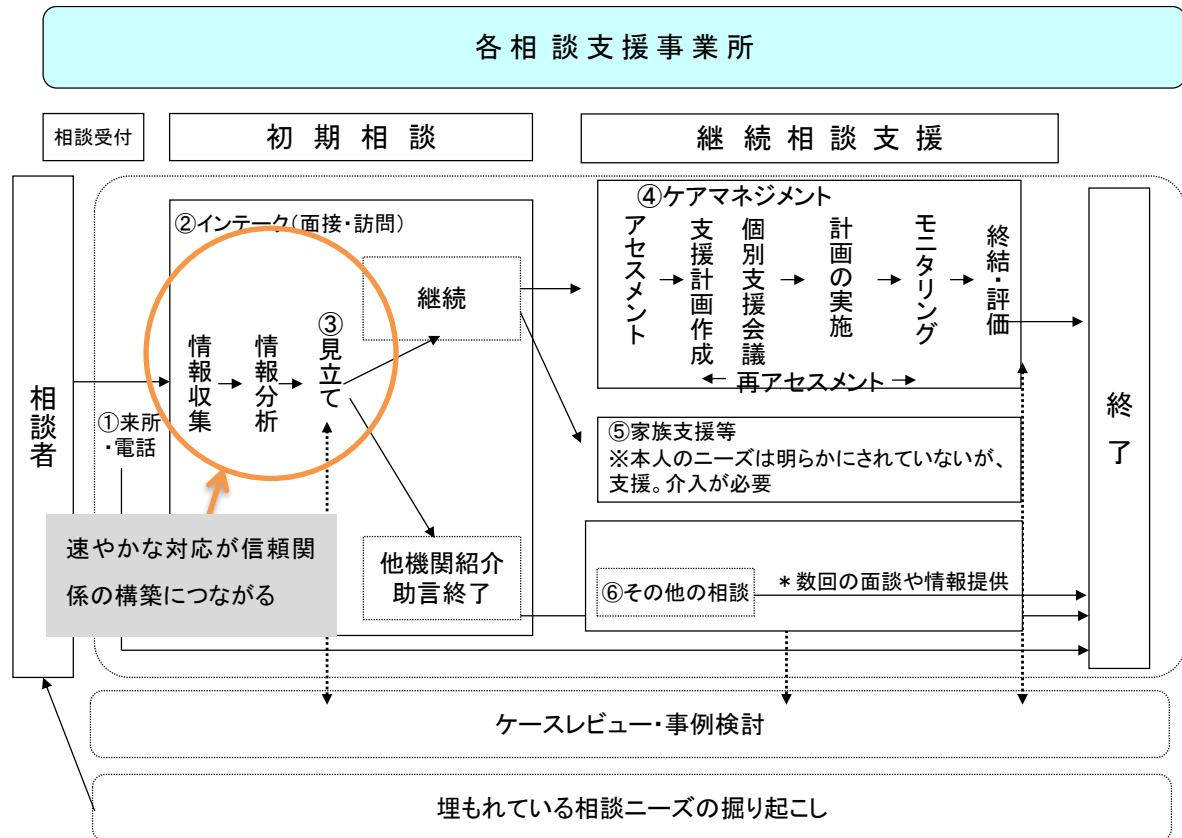 各相談支援事業所
相談受付
初期相談
継続相談支援
相談者
①来所
・電話
②インテーク(面接・訪問)
情報収集
情報分析
③見立て
継続
他機関紹介
助言終了
速やかな対応が信頼関
係の構築につながる
④ケアマネジメント
アセスメント
支援計画作成
個別支援会議
計画の実施
モニタリング
終結・評価
再アセスメント
⑤家族支援等
※本人のニーズは明らかにされていないが、
支援。介入が必要
⑥その他の相談
＊数回の面談や情報提供
終了
ケースレビュー・事例検討
埋もれている相談ニーズの掘り起こし